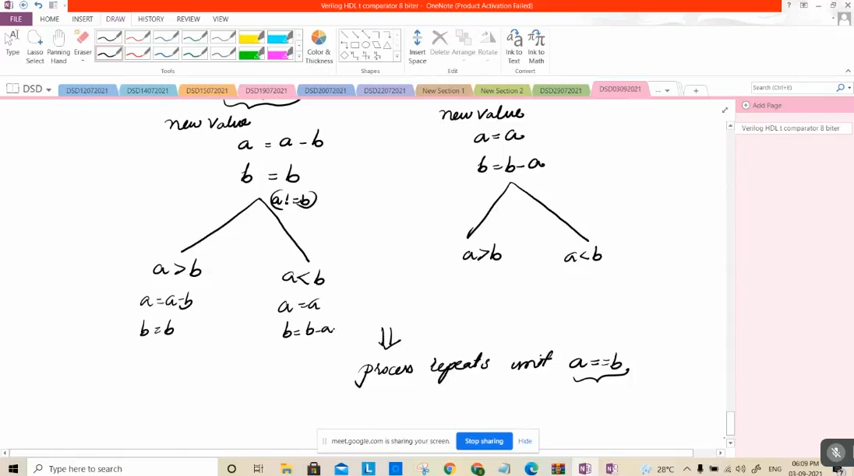 Verilog HDL t comparator 8 biter - OneNote (Product Activation Failed)
FILE HOME INSERT DRAW HISTORY REVIEW VIEW
Type Lasso Select Panning Hand Eraser Color & Thickness Insert Space Delete Arrange Rotate Ink to Text Ink to Math
Tools Shapes Edit Convert
DSD DSD12072021 DSD14072021 DSD15072021 DSD19072021 DSD20072021 DSD22072021 New Section 1 New Section 2 DSD29072021 DSD03092021 ... Search (Ctrl+E)
Add Page
Verilog HDL t comparator 8 biter
new value
a = a - b
b = b
(a! = b)
a > b
a = a - b
b = b
a < b
a = a
b = b - a
new value
a = a
b = b - a
a > b
a < b
process repeats until a == b,
meet.google.com is sharing your screen. Stop sharing Hide
Type here to search
28°C
06:09 PM
03-09-2021